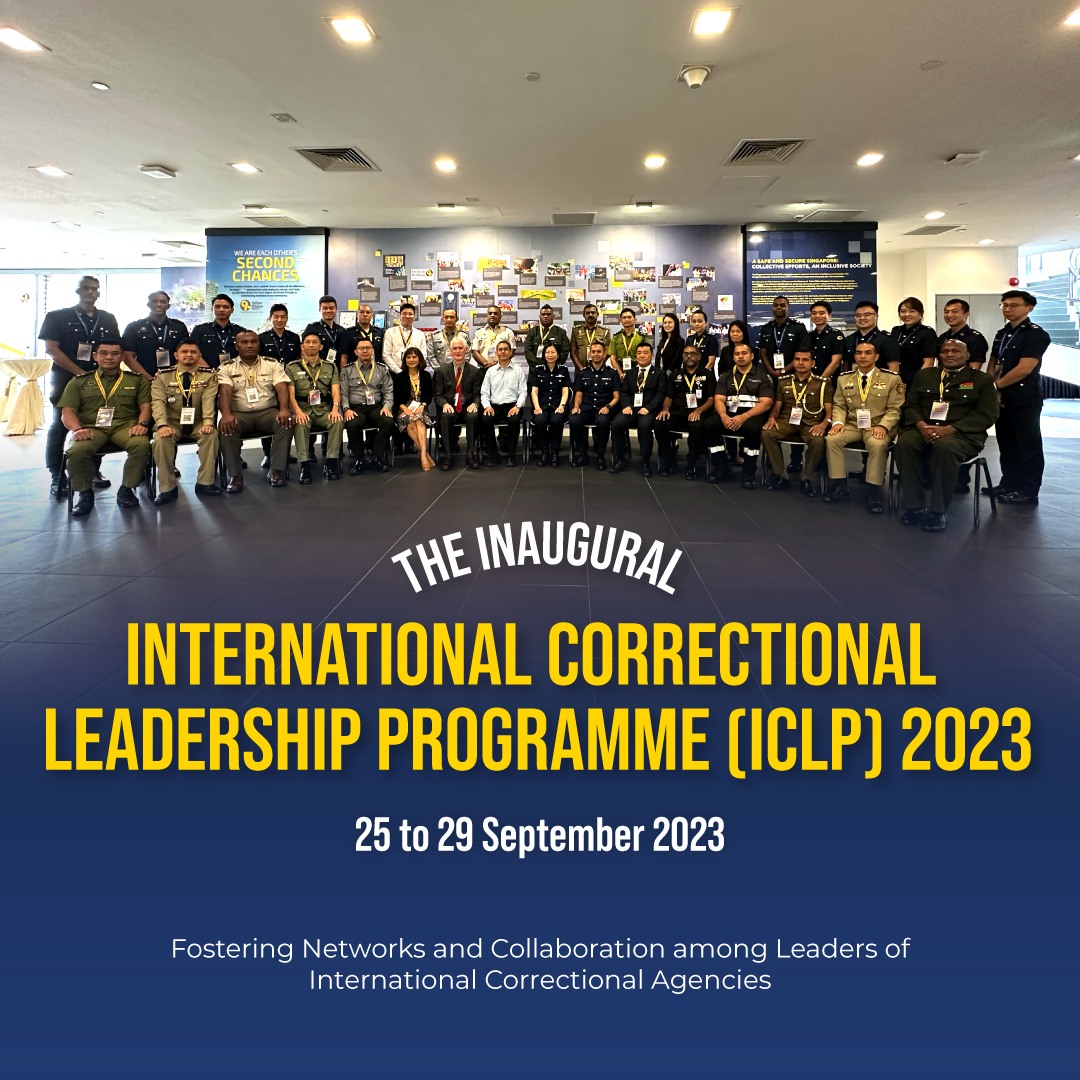 WE ARE EACH OTHER'S
SECOND
CHANCES
A SAFE AND SECURE SINGAPORE:
COLLECTIVE EFFORTS, AN INCLUSIVE SOCIETY
THE INAUGURAL
INTERNATIONAL CORRECTIONAL
LEADERSHIP PROGRAMME (ICLP) 2023
25 to 29 September 2023
Fostering Networks and Collaboration among Leaders of
International Correctional Agencies